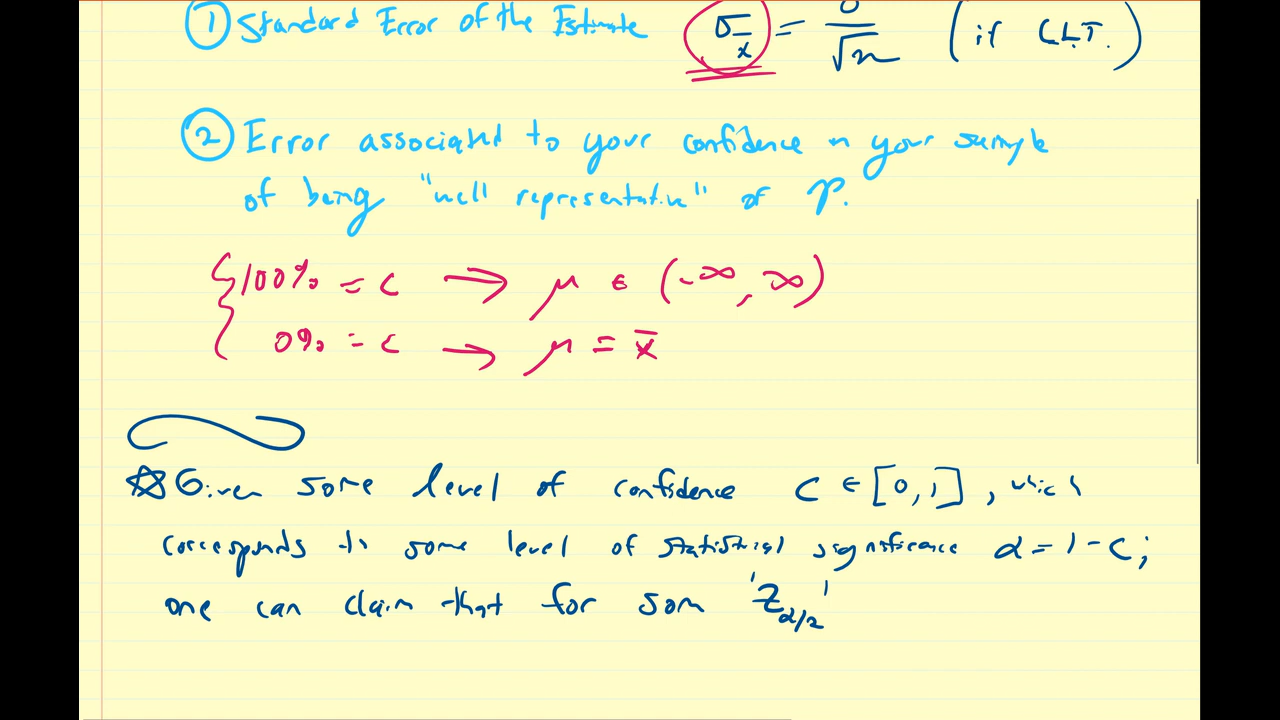 ① Standard Error of the Estimate σx̄ = σ/√n (if C.L.T.)
② Error associated to your confidence in your sample
of being "well representative" of P.
100% = c → μ ∈ (-∞, ∞)
0% = c → μ = x̄
☆ Given some level of confidence C ∈ [0,1], which
corresponds to some level of statistical significance α = 1 - C;
one can claim that for som 'Zα/2'